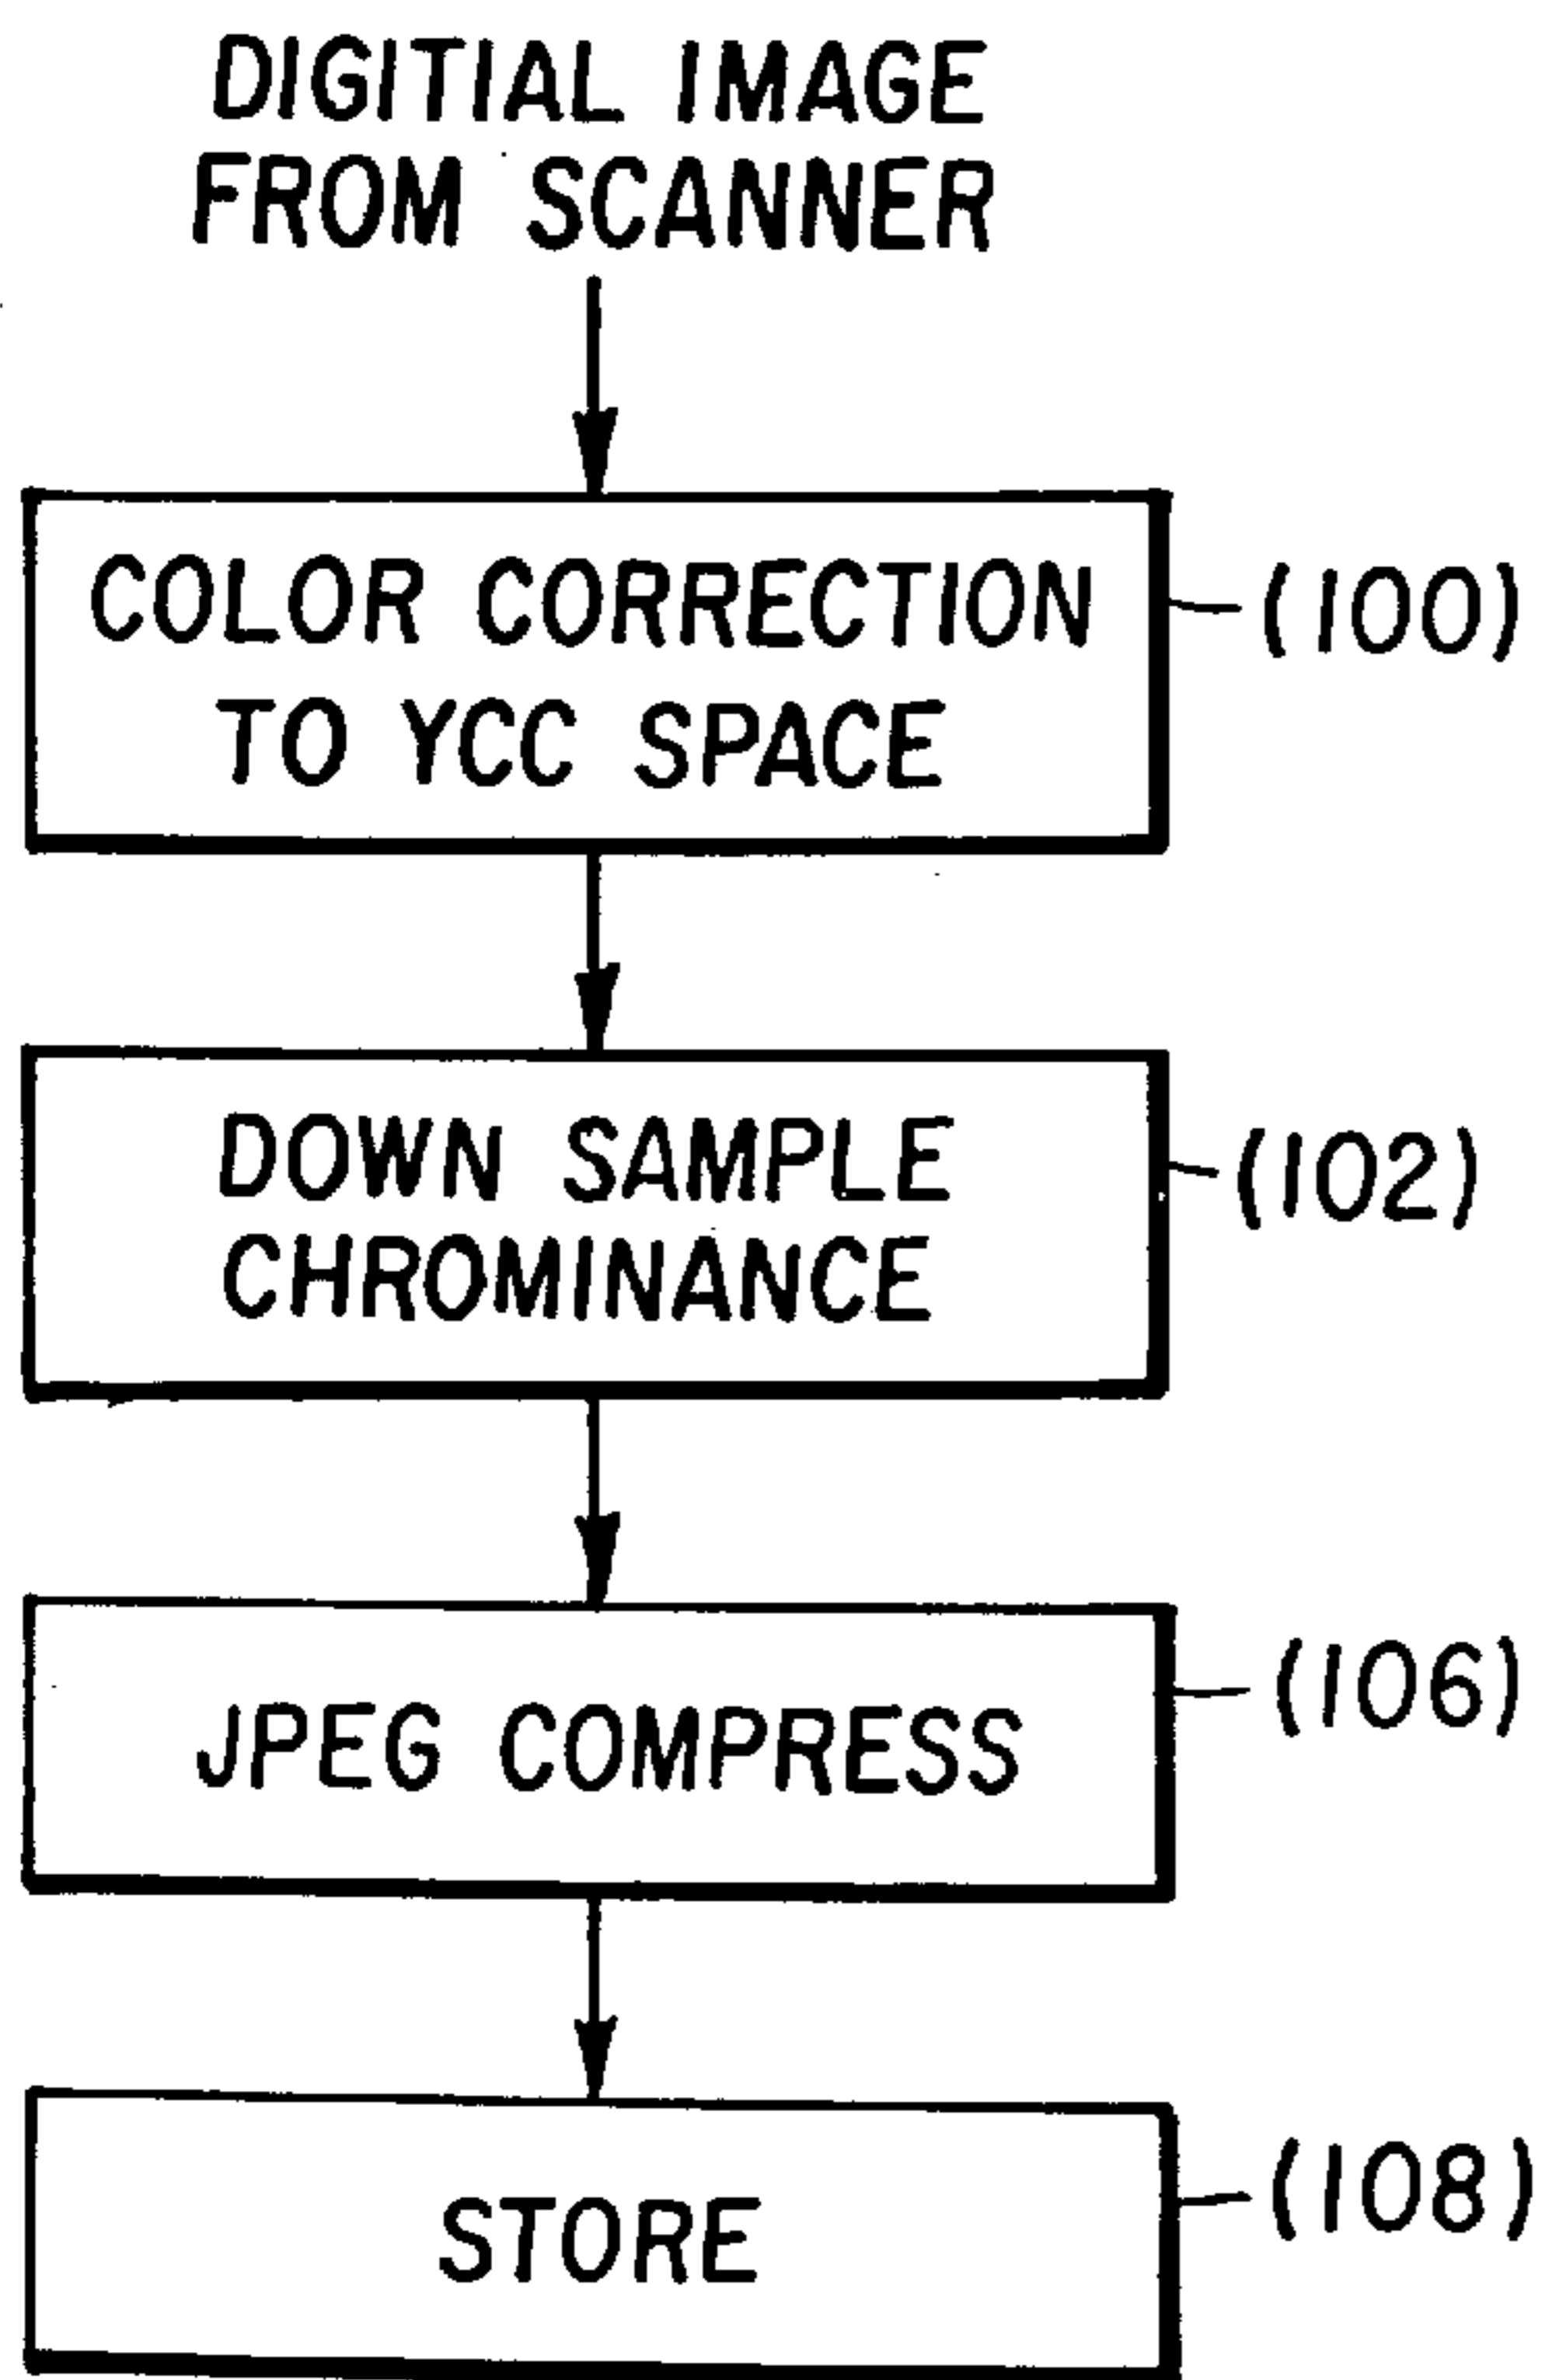 DIGITIAL IMAGE
FROM SCANNER
COLOR CORRECTION
TO YCC SPACE
(100)
DOWN SAMPLE
CHROMINANCE
(102)
JPEG COMPRESS
(106)
STORE
(108)